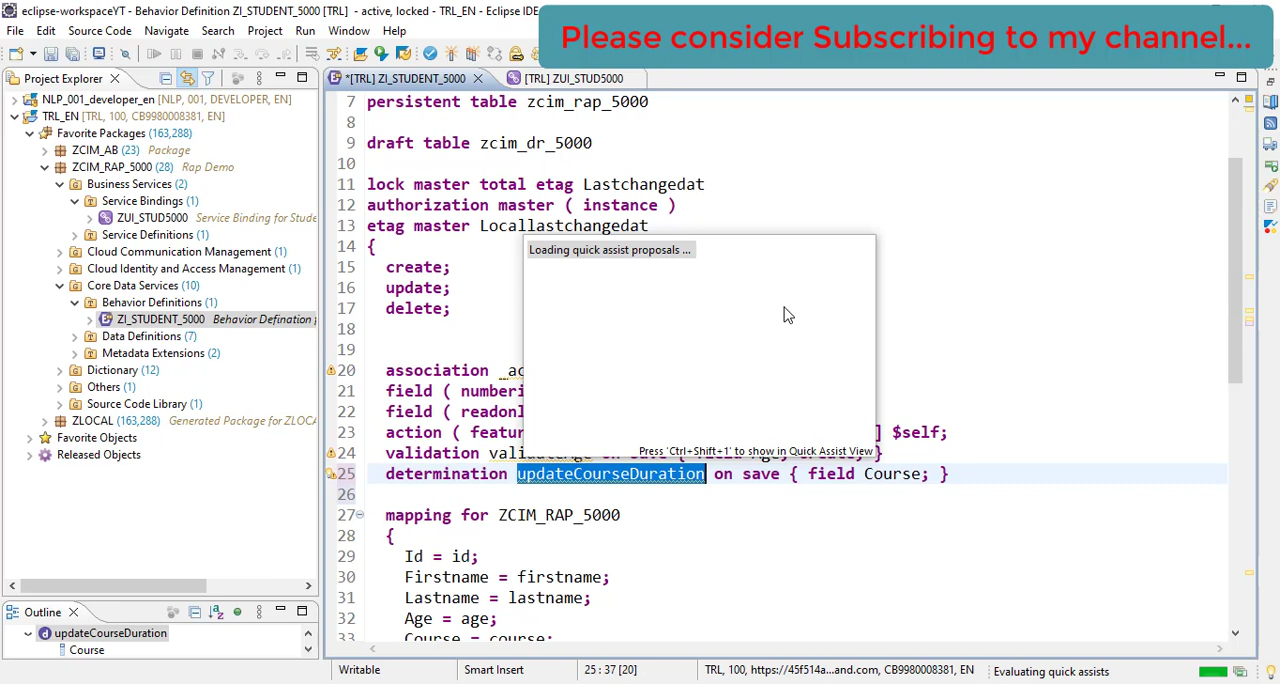 eclipse-workspaceYT - Behavior Definition ZI_STUDENT_5000 [TRL] - active, locked - TRL_EN - Eclipse IDE
Please consider Subscribing to my channel...
File Edit Source Code Navigate Search Project Run Window Help
Project Explorer
*[TRL] ZI_STUDENT_5000
[TRL] ZUI_STUD5000
NLP_001_developer_en [NLP, 001, DEVELOPER, EN]
TRL_EN [TRL, 100, CB9980008381, EN]
Favorite Packages (163,288)
ZCIM_AB (23) Package
ZCIM_RAP_5000 (28) Rap Demo
Business Services (2)
Service Bindings (1)
ZUI_STUD5000 Service Binding for Stude
Service Definitions (1)
Cloud Communication Management (1)
Cloud Identity and Access Management (1)
Core Data Services (10)
Behavior Definitions (1)
ZI_STUDENT_5000 Behavior Defination f
Data Definitions (7)
Metadata Extensions (2)
Dictionary (12)
Others (1)
Source Code Library (1)
ZLOCAL (163,288) Generated Package for ZLOC
Favorite Objects
Released Objects
7 persistent table zcim_rap_5000
8
9 draft table zcim_dr_5000
10
11 lock master total etag Lastchangedat
12 authorization master ( instance )
13 etag master Locallastchangedat
14 {
15 create;
16 update;
17 delete;
18
19
20 association _ac
21 field ( numberi
22 field ( readonl
23 action ( featur ] $self;
24 validation
25 determination updateCourseDuration on save { field Course; }
26
27 mapping for ZCIM_RAP_5000
28 {
29 Id = id;
30 Firstname = firstname;
31 Lastname = lastname;
32 Age = age;
33 Course = course;
Loading quick assist proposals ...
Press 'Ctrl+Shift+1' to show in Quick Assist View
Outline
updateCourseDuration
Course
Writable
Smart Insert
25 : 37 [20]
TRL, 100, https://45f514a...and.com, CB9980008381, EN
Evaluating quick assists